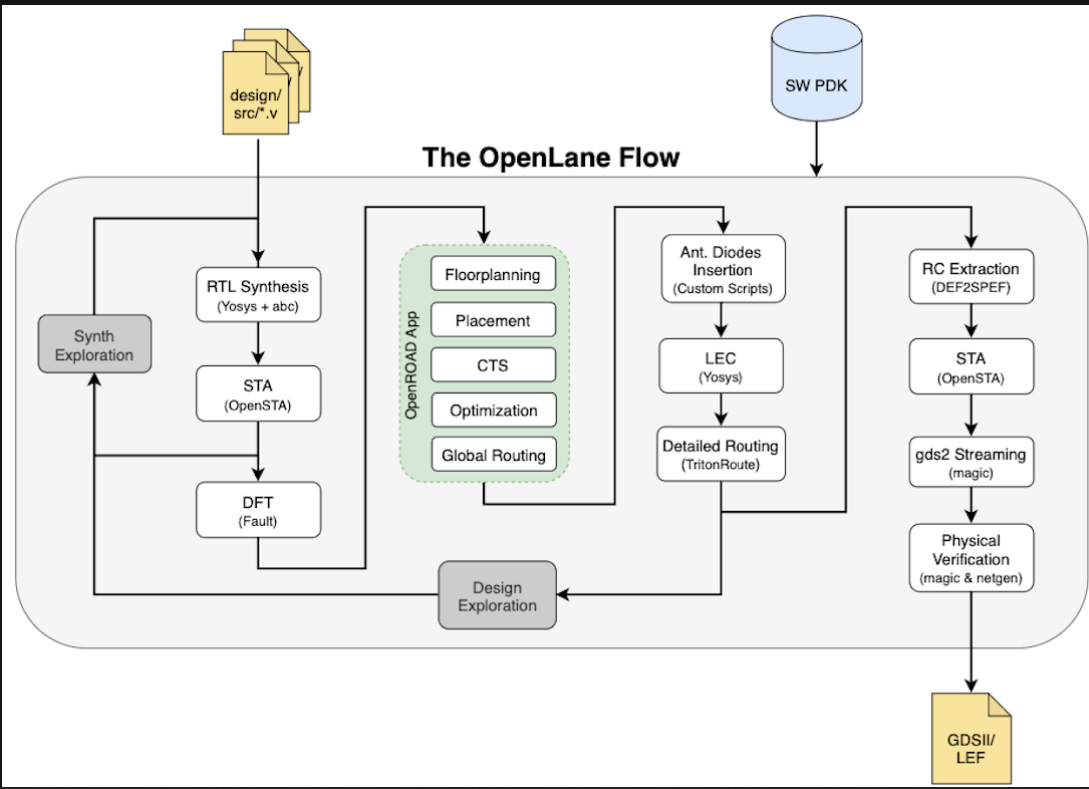 design/
src/*.v
/
/
SW PDK
The OpenLane Flow
RTL Synthesis
(Yosys + abc)
Synth
Exploration
STA
(OpenSTA)
DFT
(Fault)
OpenROAD App
Floorplanning
Placement
CTS
Optimization
Global Routing
Design
Exploration
Ant. Diodes
Insertion
(Custom Scripts)
LEC
(Yosys)
Detailed Routing
(TritonRoute)
RC Extraction
(DEF2SPEF)
STA
(OpenSTA)
gds2 Streaming
(magic)
Physical
Verification
(magic & netgen)
GDSII/
LEF